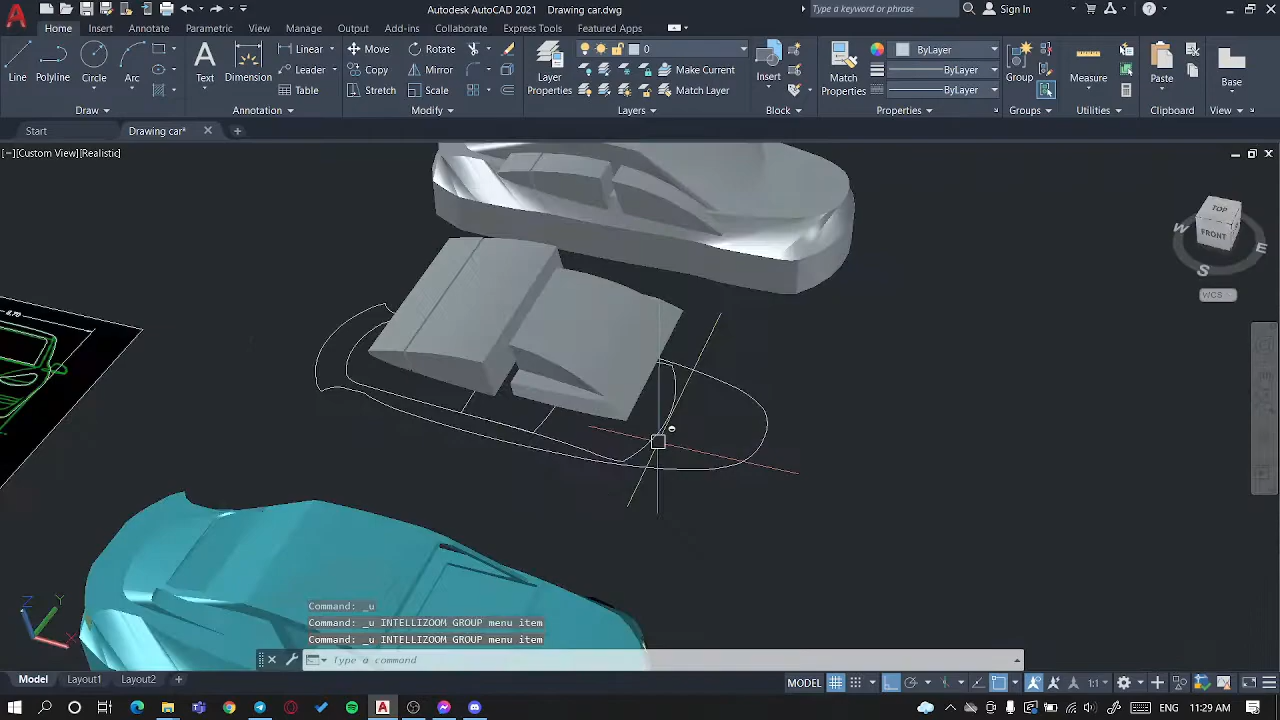 Autodesk AutoCAD 2021 Drawing car.dwg
Type a keyword or phrase
Sign In
Home Insert Annotate Parametric View Manage Output Add-ins Collaborate Express Tools Featured Apps
Line Polyline Circle Arc
Text Dimension
Linear
Leader
Table
Move Rotate
Copy Mirror
Stretch Scale
Layer
Properties
0
Make Current
Match Layer
Insert
Match
Properties
ByLayer
ByLayer
ByLayer
Group
Measure
Paste
Base
Draw Annotation Modify Layers Block Properties Groups Utilities Clipboard View
Start Drawing car*
[−][Custom View][Realistic]
TOP
FRONT
W
S
E
WCS
Z
Y
X
Command: _u
Command: _u INTELLIZOOM GROUP menu item
Command: _u INTELLIZOOM GROUP menu item
Type a command
Model Layout1 Layout2
MODEL
1:1
ENG 11:29 AM